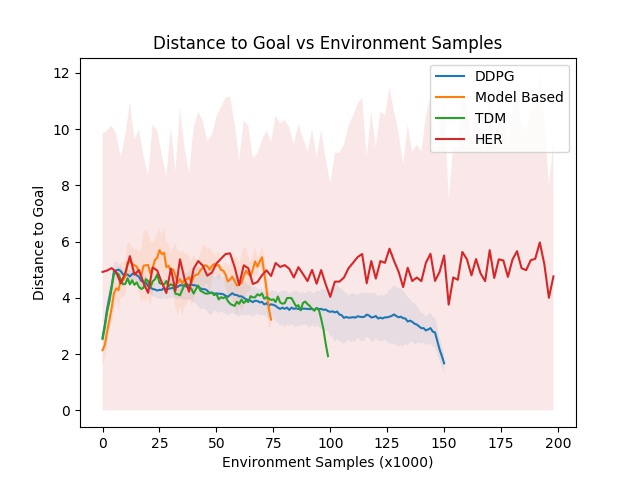 Distance to Goal vs Environment Samples
DDPG
Model Based
TDM
HER
Distance to Goal
12
10
8
6
4
2
0
0 25 50 75 100 125 150 175 200
Environment Samples (x1000)